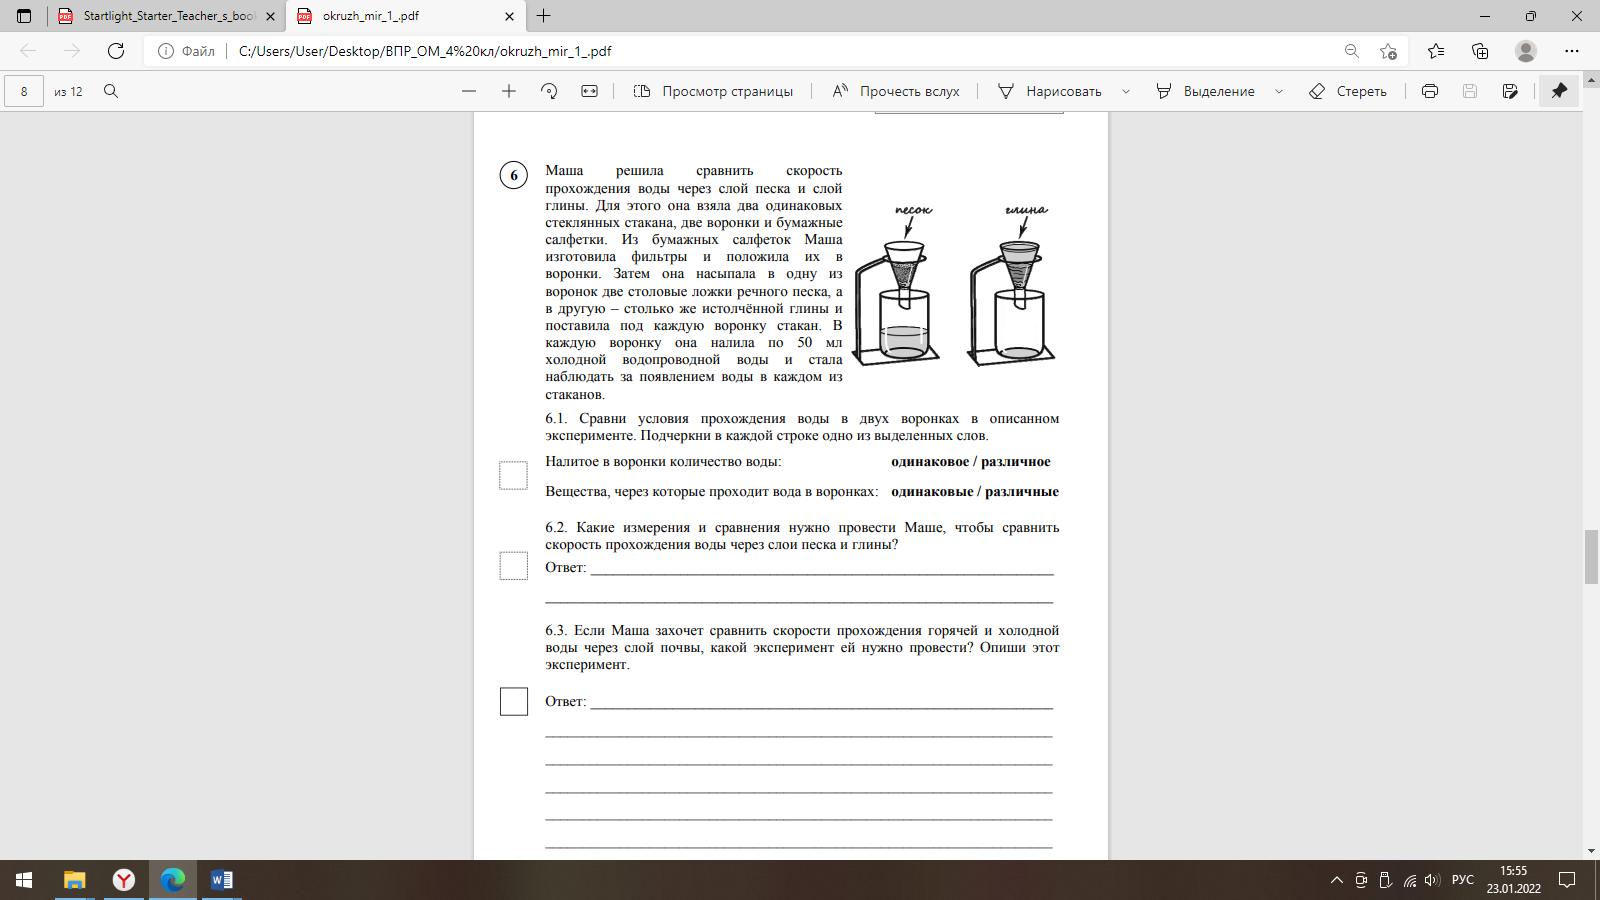 Startlight_Starter_Teacher_s_book
okruzh_mir_1_.pdf
Файл
C:/Users/User/Desktop/ВПР_ОМ_4%20кл/okruzh_mir_1_.pdf
8
из 12
Просмотр страницы
Прочесть вслух
Нарисовать
Выделение
Стереть
6
Маша решила сравнить скорость
прохождения воды через слой песка и слой
глины. Для этого она взяла два одинаковых
стеклянных стакана, две воронки и бумажные
салфетки. Из бумажных салфеток Маша
изготовила фильтры и положила их в
воронки. Затем она насыпала в одну из
воронок две столовые ложки речного песка, а
в другую – столько же истолчённой глины и
поставила под каждую воронку стакан. В
каждую воронку она налила по 50 мл
холодной водопроводной воды и стала
наблюдать за появлением воды в каждом из
стаканов.
песок
глина
6.1. Сравни условия прохождения воды в двух воронках в описанном
эксперименте. Подчеркни в каждой строке одно из выделенных слов.
Налитое в воронки количество воды: одинаковое / различное
Вещества, через которые проходит вода в воронках: одинаковые / различные
6.2. Какие измерения и сравнения нужно провести Маше, чтобы сравнить
скорость прохождения воды через слои песка и глины?
Ответ:
6.3. Если Маша захочет сравнить скорости прохождения горячей и холодной
воды через слой почвы, какой эксперимент ей нужно провести? Опиши этот
эксперимент.
Ответ:
РУС
15:55
23.01.2022